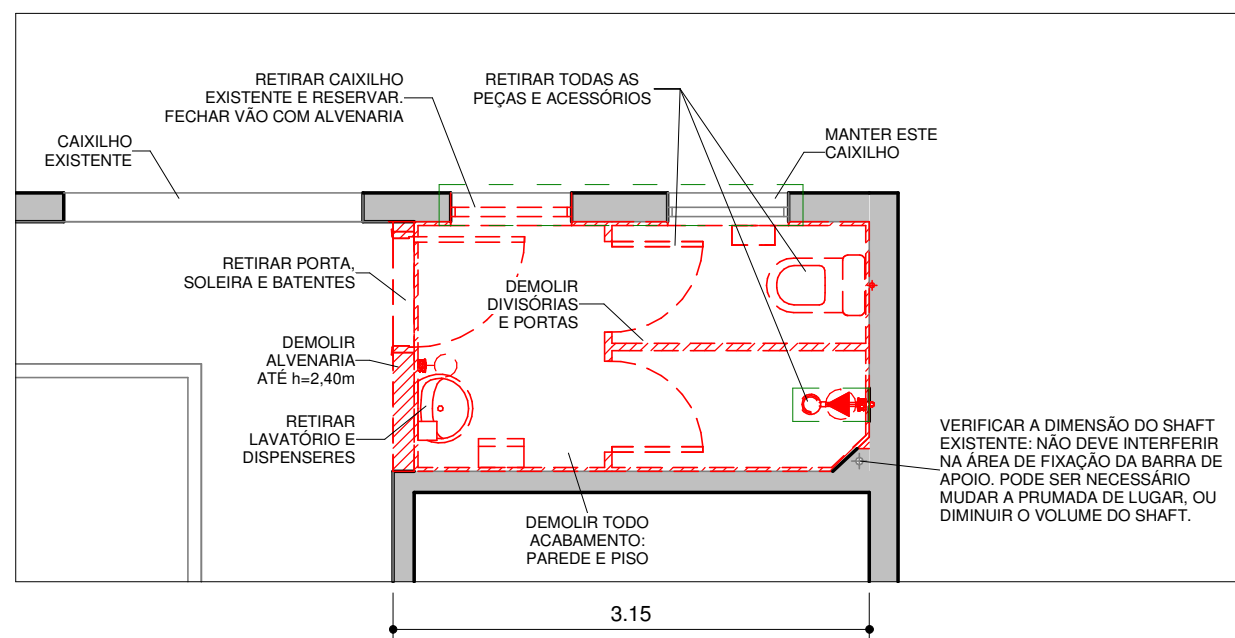 RETIRAR CAIXILHO
EXISTENTE E RESERVAR.
FECHAR VÃO COM ALVENARIA
RETIRAR TODAS AS
PEÇAS E ACESSÓRIOS
CAIXILHO
EXISTENTE
MANTER ESTE
CAIXILHO
RETIRAR PORTA,
SOLEIRA E BATENTES
DEMOLIR
DIVISÓRIAS
E PORTAS
DEMOLIR
ALVENARIA
ATÉ h=2,40m
RETIRAR
LAVATÓRIO E
DISPENSERES
VERIFICAR A DIMENSÃO DO SHAFT
EXISTENTE: NÃO DEVE INTERFERIR
NA ÁREA DE FIXAÇÃO DA BARRA DE
APOIO. PODE SER NECESSÁRIO
MUDAR A PRUMADA DE LUGAR, OU
DIMINUIR O VOLUME DO SHAFT.
DEMOLIR TODO
ACABAMENTO:
PAREDE E PISO
3.15